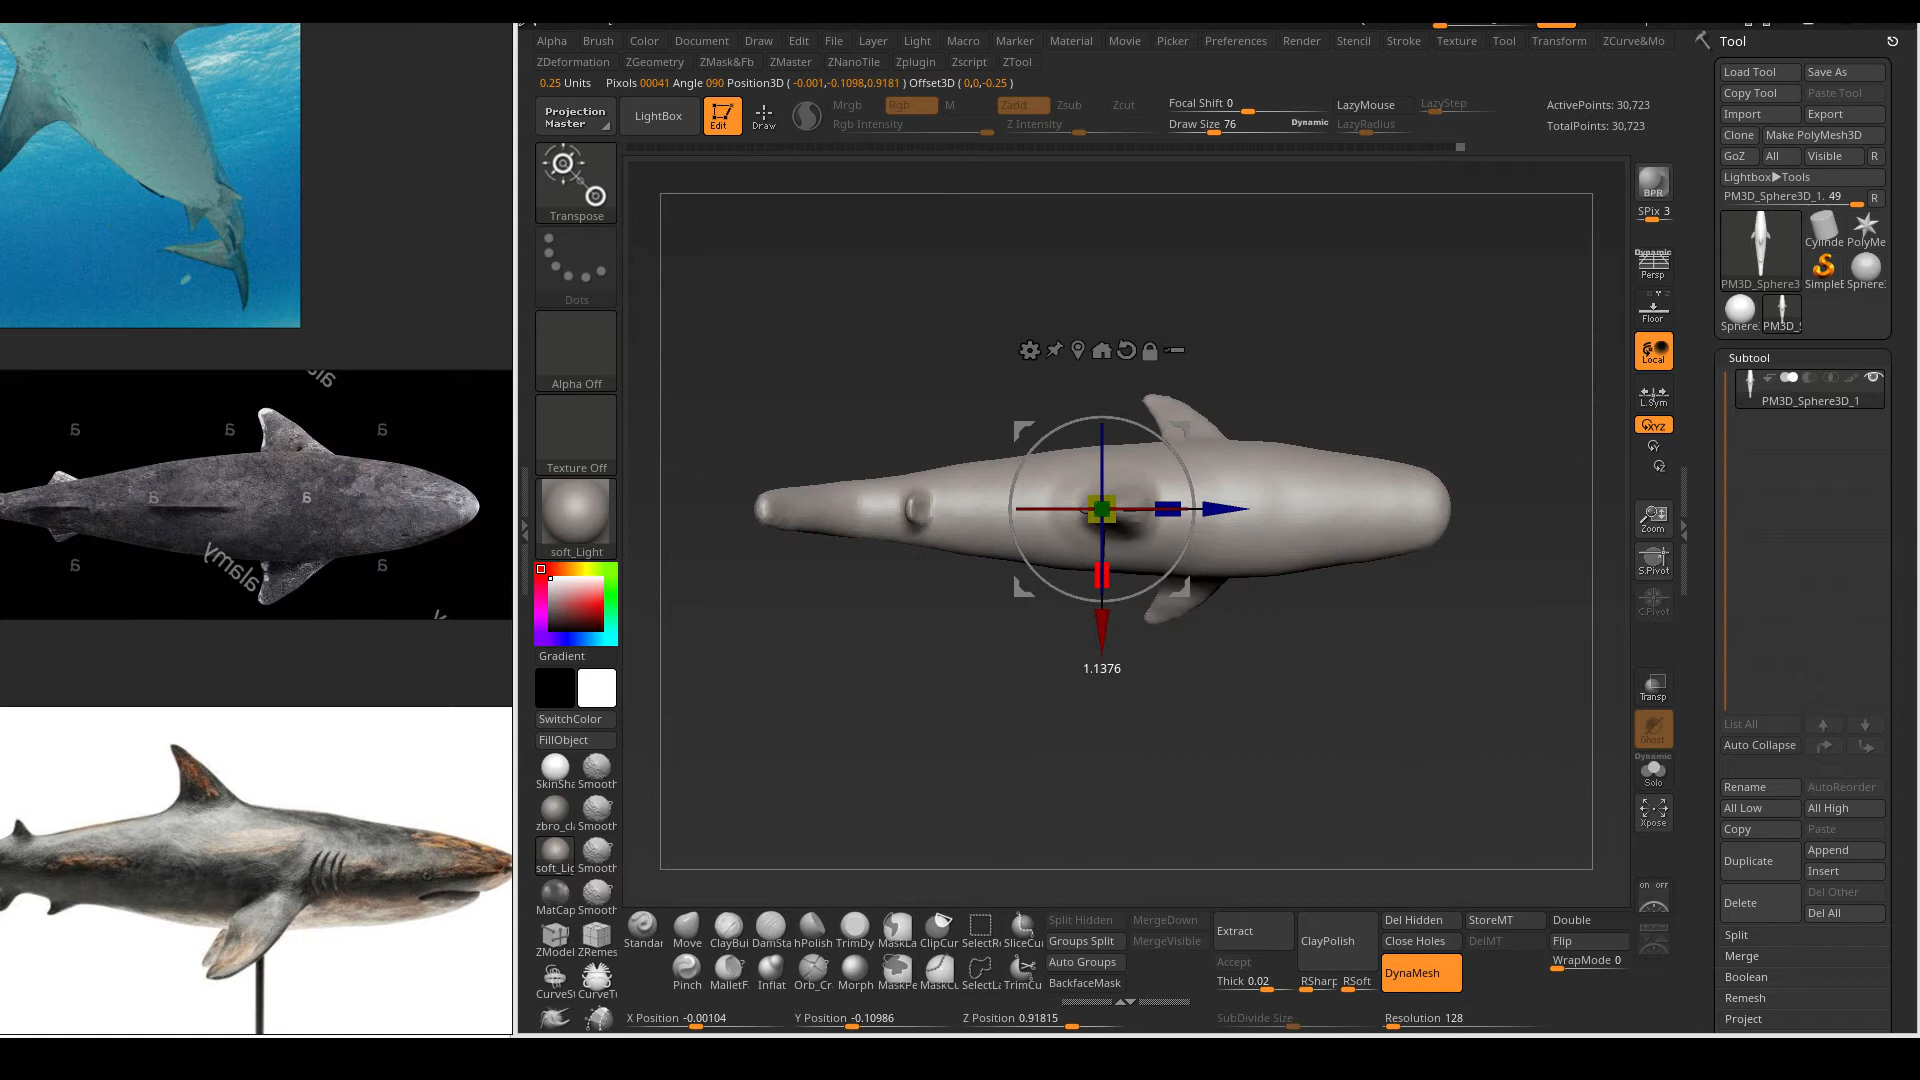 Alpha Brush Color Document Draw Edit File Layer Light Macro Marker Material Movie Picker Preferences Render Stencil Stroke Texture Tool Transform ZCurve&Mo
ZDeformation ZGeometry ZMask&Fb ZMaster ZNanoTile Zplugin Zscript ZTool
0.25 Units Pixols 00041 Angle 090 Position3D ( -0.001,-0.1098,0.9181 ) Offset3D ( 0,0,-0.25 )
Projection Master
LightBox
Edit
Draw
Mrgb Rgb M Zadd Zsub Zcut
Rgb Intensity Z Intensity
Focal Shift 0
Draw Size 76 Dynamic
LazyMouse LazyStep
LazyRadius
ActivePoints: 30,723
TotalPoints: 30,723
Transpose
Dots
Alpha Off
Texture Off
soft_Light
Gradient
SwitchColor
FillObject
SkinSha Smooth
zbro_cl Smooth
soft_Lig Smooth
MatCap Smooth
ZModel ZRemes
CurveSt CurveTu
1.1376
a a a
a a a
alamy
a a
BPR
SPix 3
Dynamic
Persp
Floor
Local
L.Sym
XYZ
Y
Z
Zoom
S.Pivot
C.Pivot
Transp
Ghost
Dynamic
Solo
Xpose
on off
Tool
Load Tool Save As
Copy Tool Paste Tool
Import Export
Clone Make PolyMesh3D
GoZ All Visible R
Lightbox▶Tools
PM3D_Sphere3D_1. 49 R
PM3D_Sphere3 Cylinde PolyMe
SimpleB Sphere:
Sphere: PM3D_S
Subtool
PM3D_Sphere3D_1
List All
Auto Collapse
Rename AutoReorder
All Low All High
Copy Paste
Duplicate Append
Insert
Delete Del Other
Del All
Split
Merge
Boolean
Remesh
Project
Standar Move ClayBui DamSta hPolish TrimDy MaskLa ClipCur SelectRe SliceCur
Pinch MalletF Inflat Orb_Cr Morph MaskPe MaskCu SelectLa TrimCu
Split Hidden MergeDown
Groups Split MergeVisible
Auto Groups
BackfaceMask
Extract
Accept
Thick 0.02
ClayPolish
RSharp RSoft
Del Hidden StoreMT Double
Close Holes DelMT Flip
DynaMesh WrapMode 0
X Position -0.00104 Y Position -0.10986 Z Position 0.91815 SubDivide Size Resolution 128